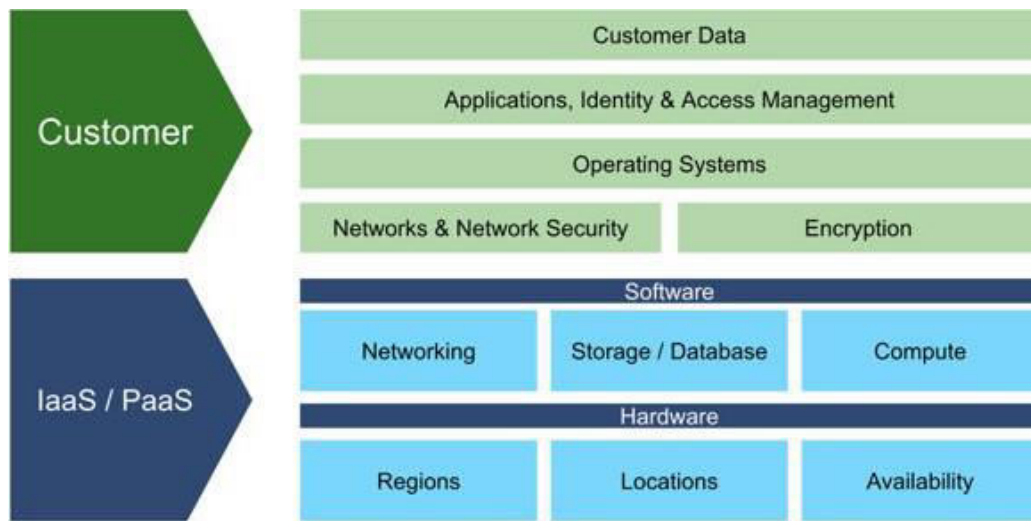 Customer
Customer Data
Applications, Identity & Access Management
Operating Systems
Networks & Network Security
Encryption
IaaS / PaaS
Software
Networking
Storage / Database
Compute
Hardware
Regions
Locations
Availability